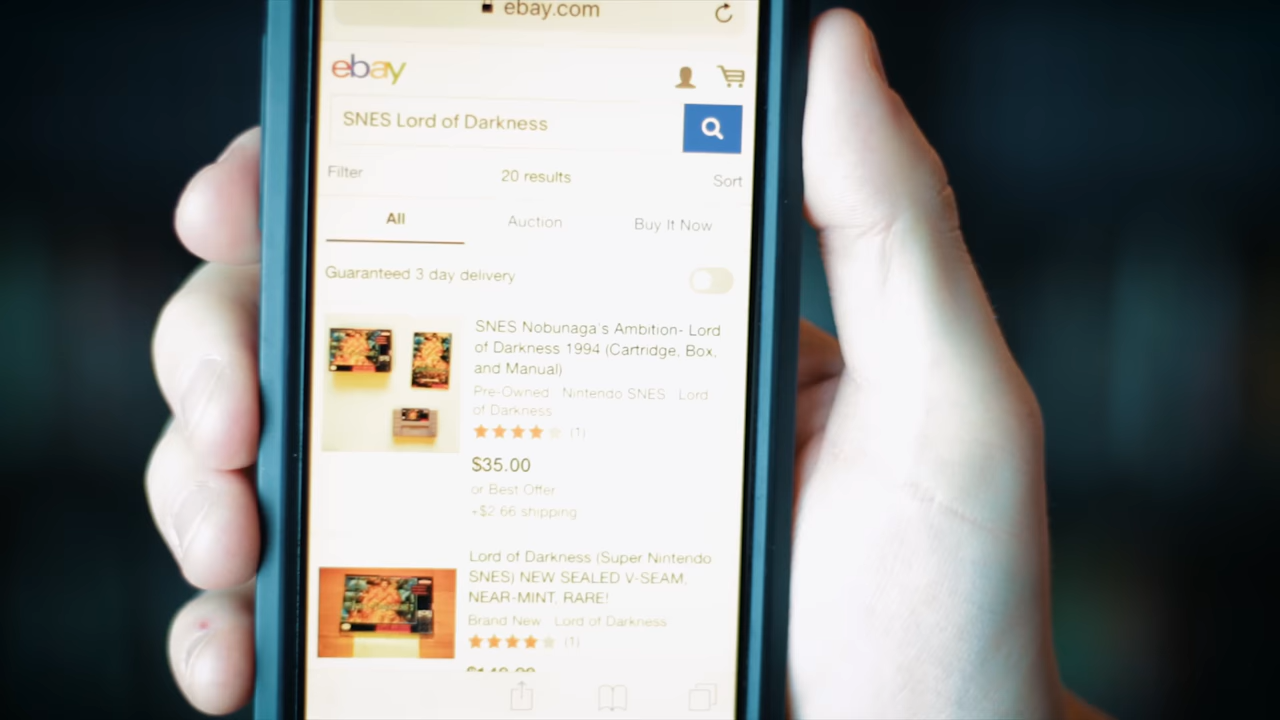 ebay.com
ebay
SNES Lord of Darkness
Filter
20 results
Sort
All
Auction
Buy It Now
Guaranteed 3 day delivery
SNES Nobunaga's Ambition- Lord
of Darkness 1994 (Cartridge, Box,
and Manual)
Pre-Owned · Nintendo SNES · Lord
of Darkness
(1)
$35.00
or Best Offer
+$2.66 shipping
Lord of Darkness (Super Nintendo
SNES) NEW SEALED V-SEAM,
NEAR-MINT, RARE!
Brand New · Lord of Darkness
(1)